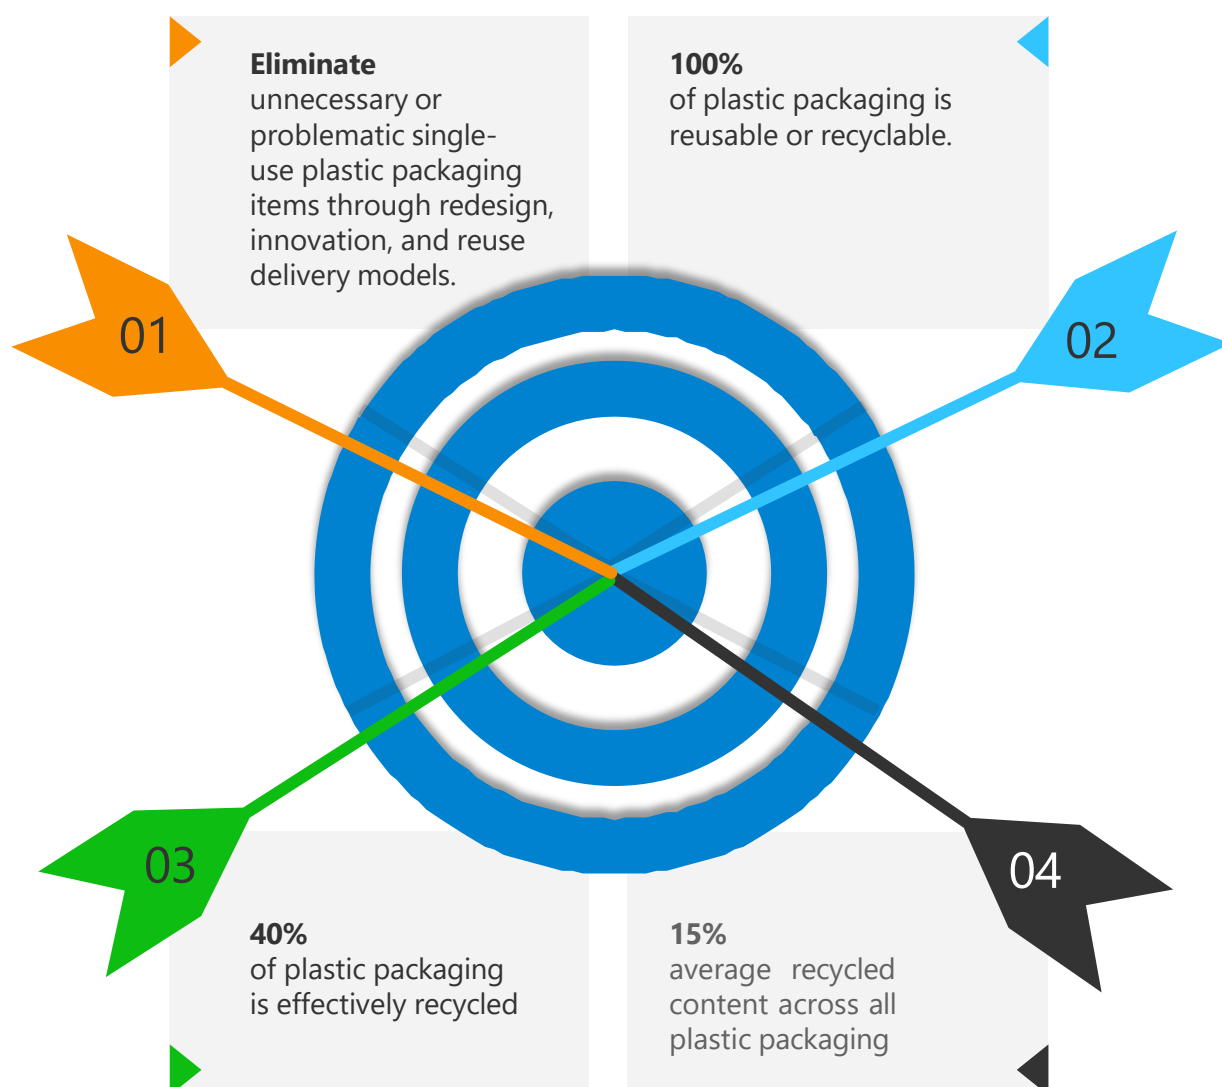 Eliminate
unnecessary or
problematic single-
use plastic packaging
items through redesign,
innovation, and reuse
delivery models.
100%
of plastic packaging is
reusable or recyclable.
01
02
03
04
40%
of plastic packaging
is effectively recycled
15%
average recycled
content across all
plastic packaging